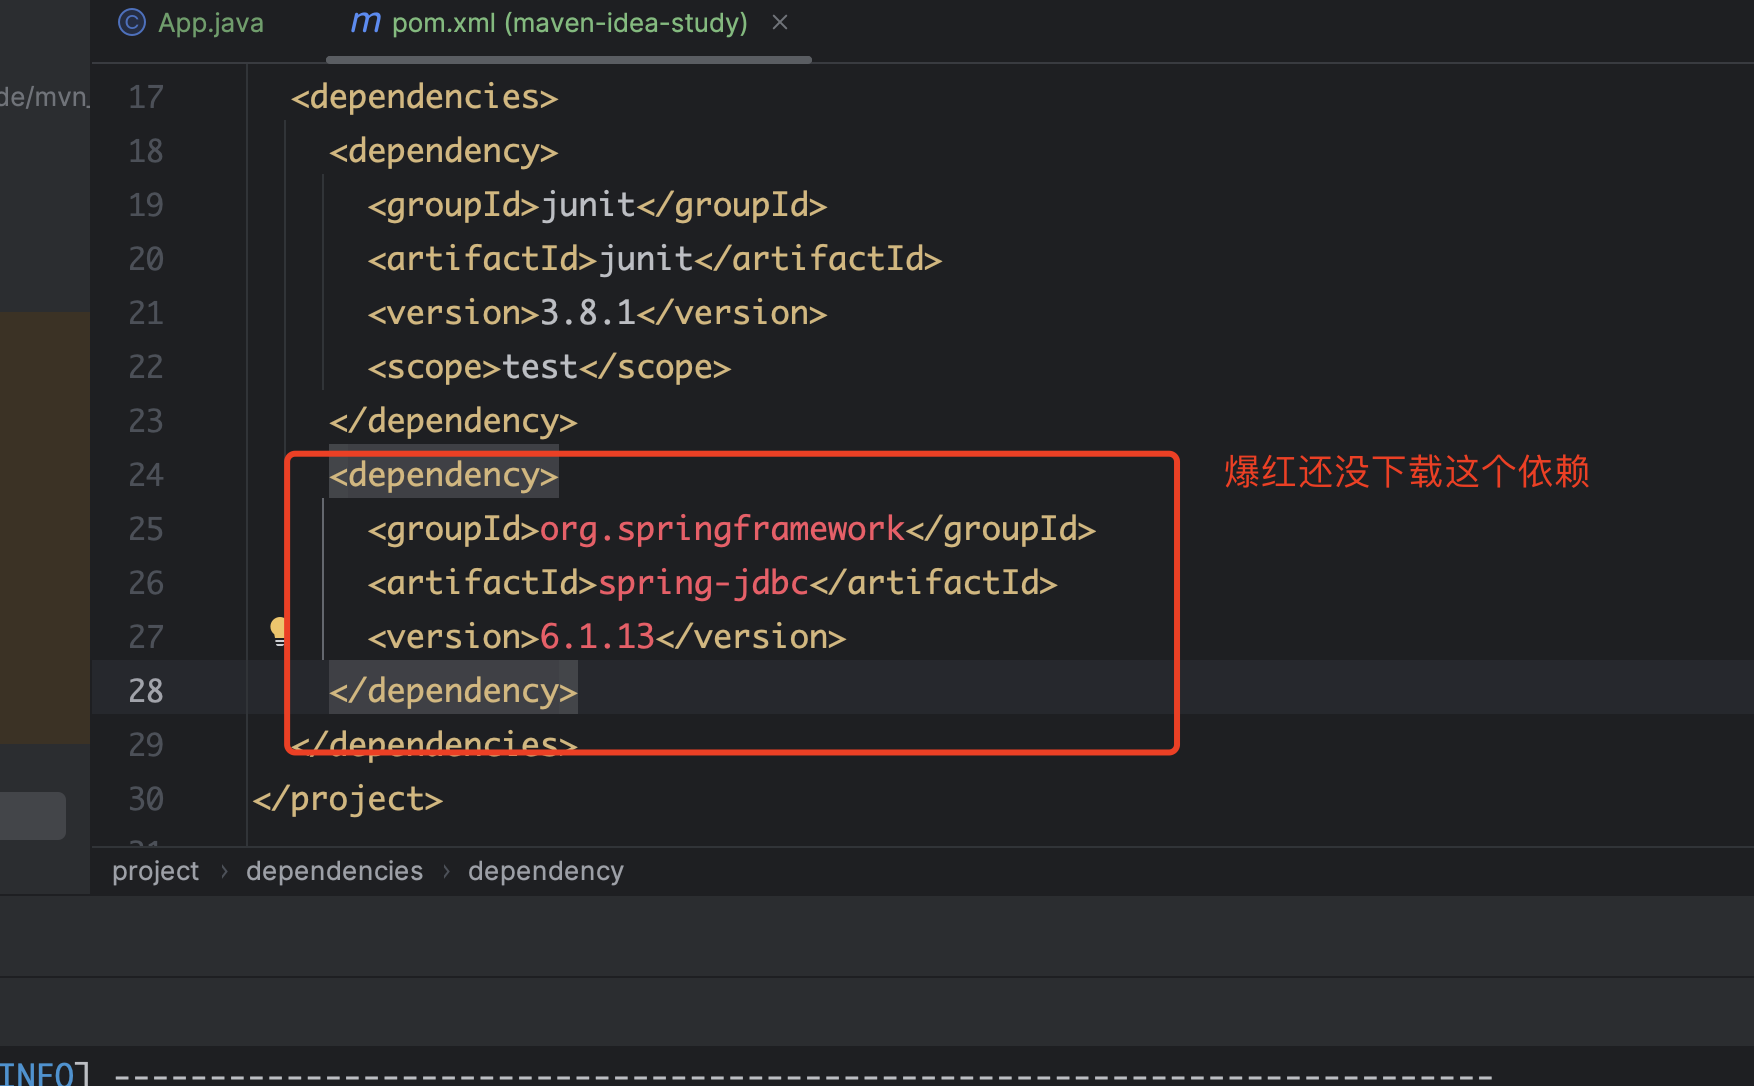 App.java
pom.xml (maven-idea-study)
de/mvn_
17 <dependencies>
18 <dependency>
19 <groupId>junit</groupId>
20 <artifactId>junit</artifactId>
21 <version>3.8.1</version>
22 <scope>test</scope>
23 </dependency>
24 <dependency>
爆红还没下载这个依赖
25 <groupId>org.springframework</groupId>
26 <artifactId>spring-jdbc</artifactId>
27 <version>6.1.13</version>
28 </dependency>
29 </dependencies>
30 </project>
project › dependencies › dependency
INFO] ------------------------------------------------------------------------